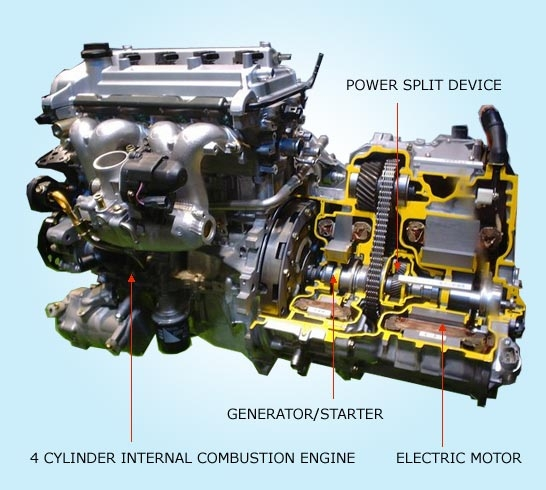 POWER SPLIT DEVICE
GENERATOR/STARTER
4 CYLINDER INTERNAL COMBUSTION ENGINE
ELECTRIC MOTOR